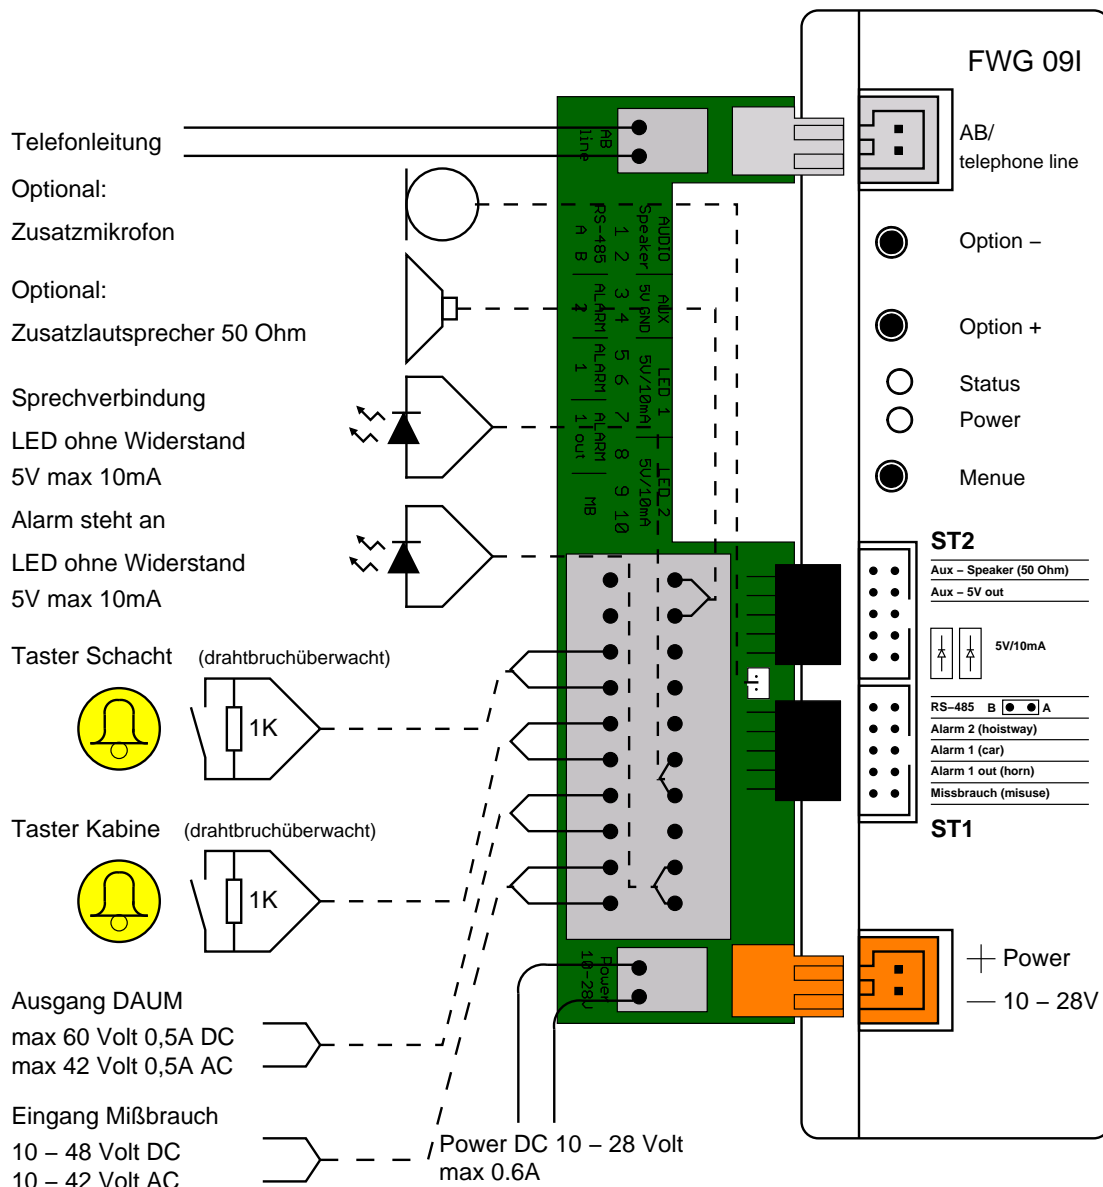 FWG 09I
Telefonleitung
Optional:
Zusatzmikrofon
Optional:
Zusatzlautsprecher 50 Ohm
Sprechverbindung
LED ohne Widerstand
5V max 10mA
Alarm steht an
LED ohne Widerstand
5V max 10mA
Taster Schacht (drahtbruchüberwacht)
1K
Taster Kabine (drahtbruchüberwacht)
1K
Ausgang DAUM
max 60 Volt 0,5A DC
max 42 Volt 0,5A AC
Eingang Mißbrauch
10 – 48 Volt DC
10 – 42 Volt AC
Power DC 10 – 28 Volt
max 0.6A
AB
line
AUDIO AUX LED 1 LED 2
Speaker 5V GND 5V/10mA 5V/10mA
1 2 3 4 5 6 7 8 9 10
RS-485 ALARM ALARM ALARM MB
A B 2 1 1 out
Power
10-28V
AB/
telephone line
Option –
Option +
Status
Power
Menue
ST2
Aux – Speaker (50 Ohm)
Aux – 5V out
5V/10mA
RS–485 B A
Alarm 2 (hoistway)
Alarm 1 (car)
Alarm 1 out (horn)
Missbrauch (misuse)
ST1
+ Power
— 10 – 28V